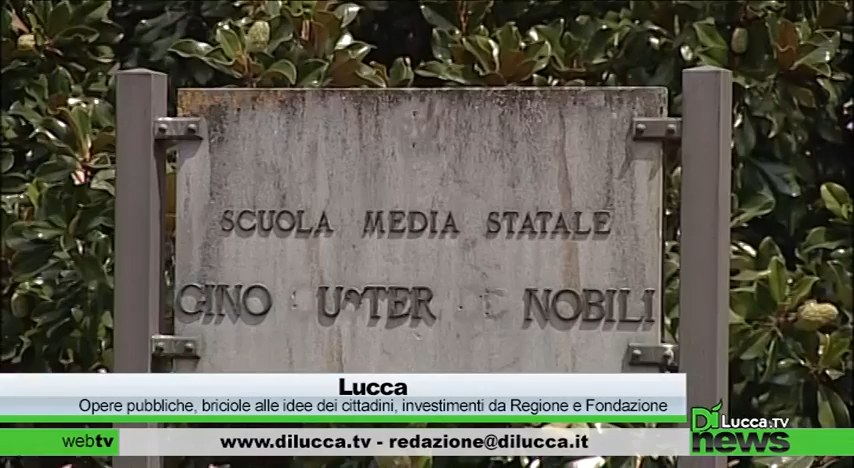 SCUOLA MEDIA STATALE
GINO NOBILI
Lucca
Opere pubbliche, briciole alle idee dei cittadini, investimenti da Regione e Fondazione
webtv
www.dilucca.tv - redazione@dilucca.it
Di Lucca.TV
news